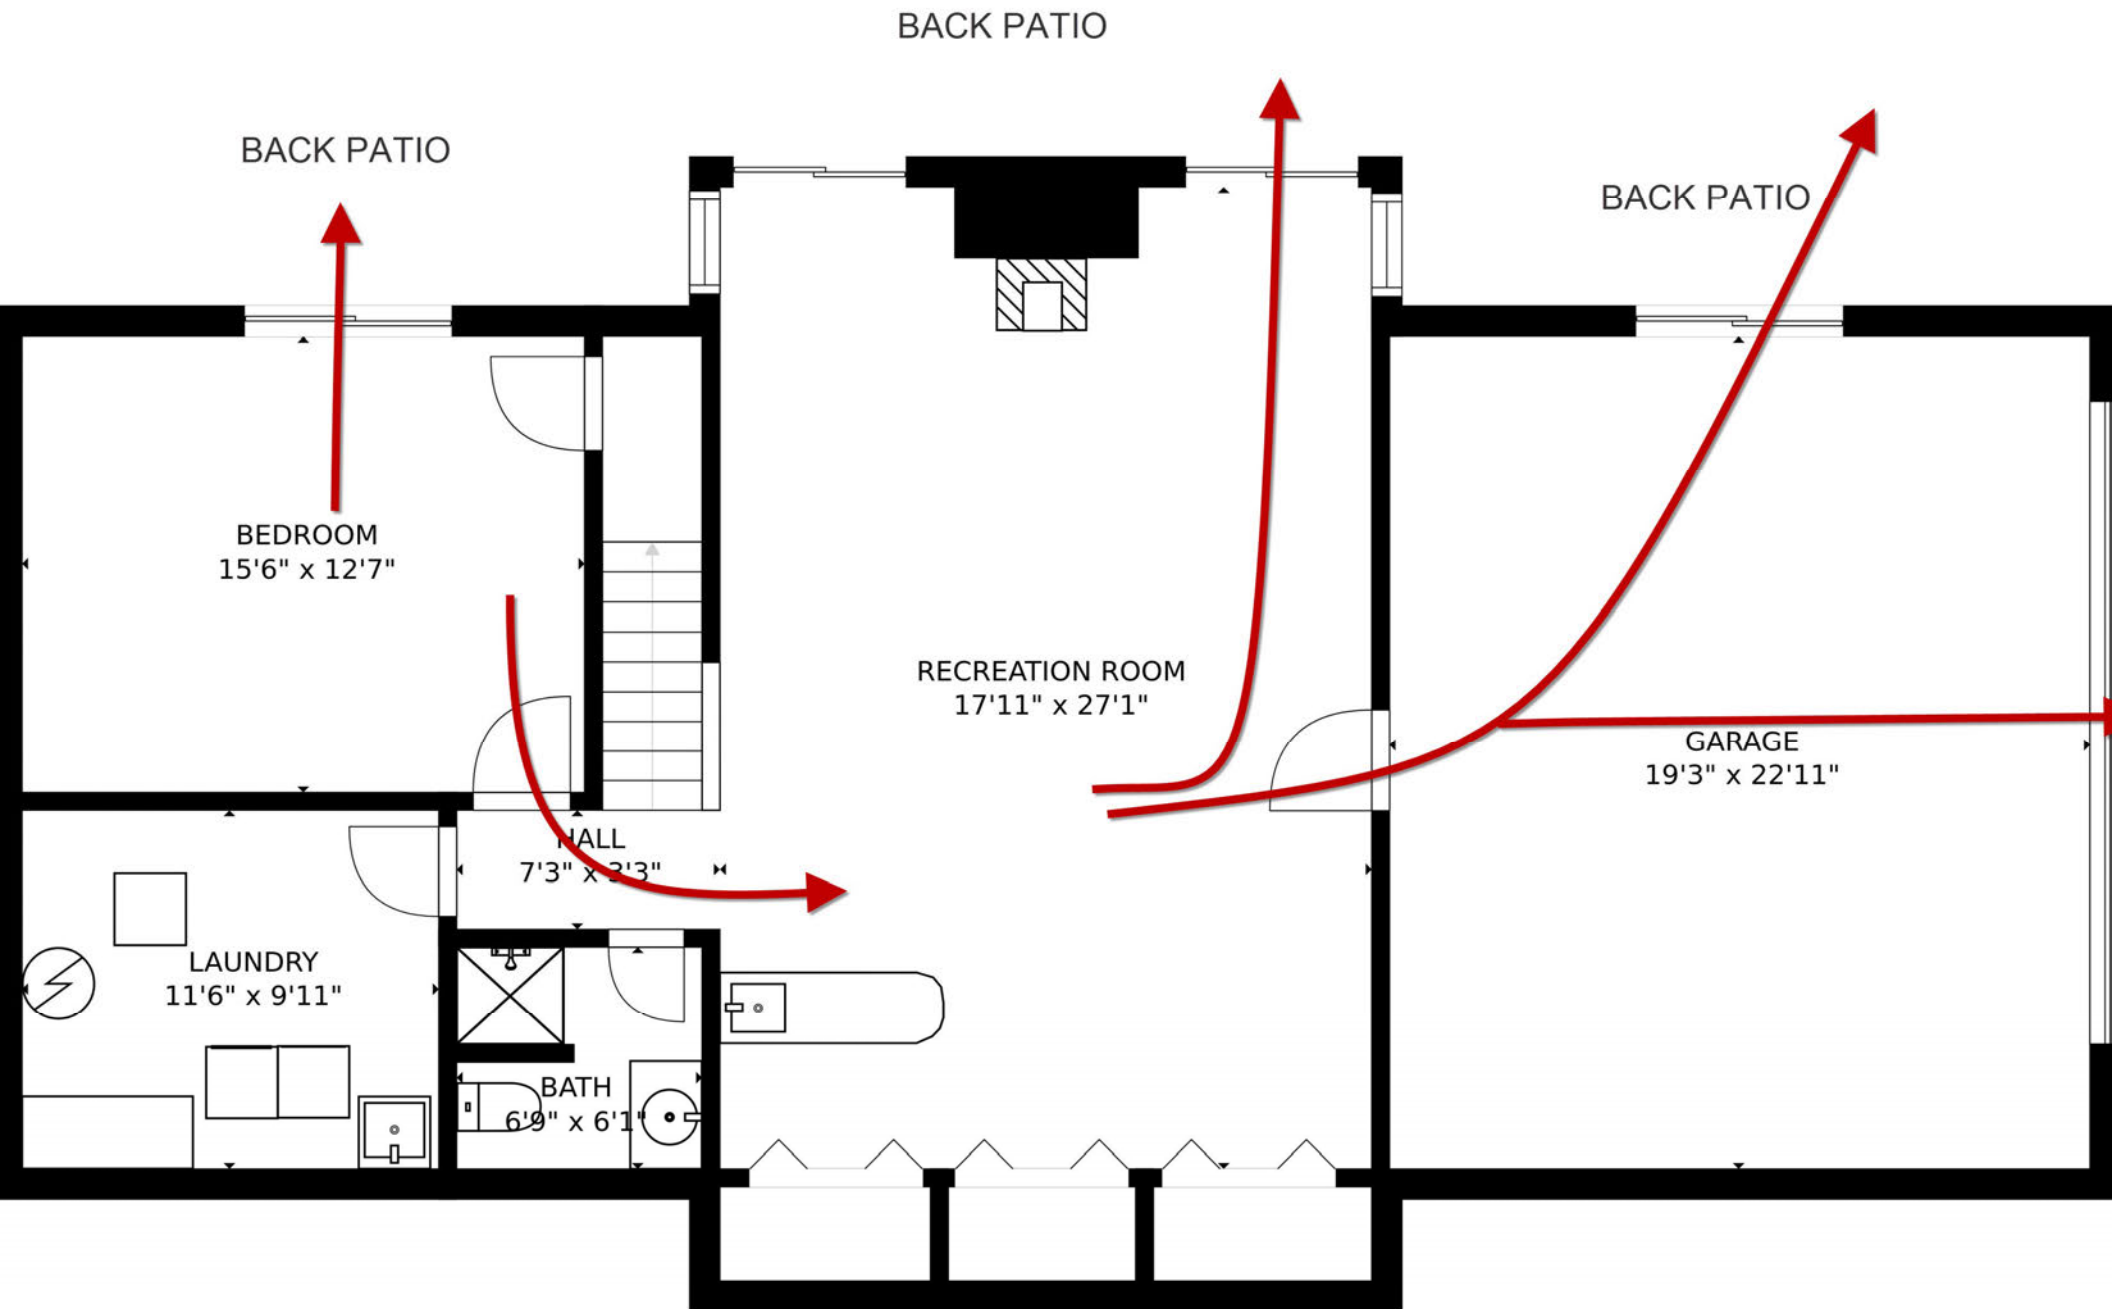 BACK PATIO
BACK PATIO
BACK PATIO
BEDROOM
15'6" x 12'7"
RECREATION ROOM
17'11" x 27'1"
GARAGE
19'3" x 22'11"
HALL
7'3" x 3'3"
LAUNDRY
11'6" x 9'11"
BATH
6'9" x 6'1"